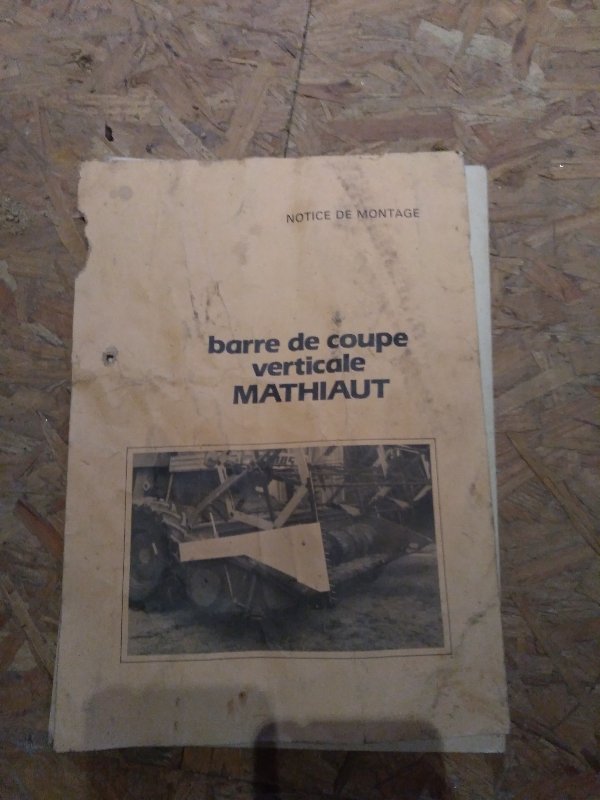 NOTICE DE MONTAGE
barre de coupe
verticale
MATHIAUT